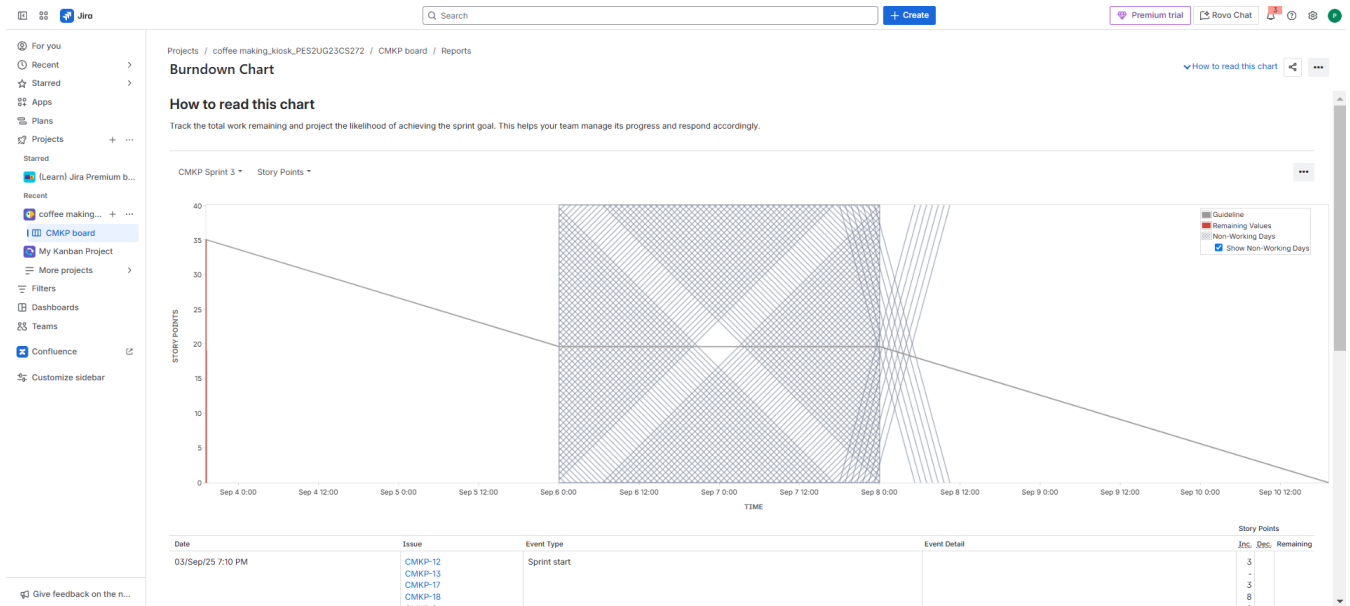 Jira
Search
+ Create
Premium trial
Rovo Chat
3
P
For you
Recent
Starred
Apps
Plans
Projects
Starred
(Learn) Jira Premium b...
Recent
coffee making...
CMKP board
My Kanban Project
More projects
Filters
Dashboards
Teams
Confluence
Customize sidebar
Give feedback on the n...
Projects / coffee making_kiosk_PES2UG23CS272 / CMKP board / Reports
Burndown Chart
How to read this chart
How to read this chart
Track the total work remaining and project the likelihood of achieving the sprint goal. This helps your team manage its progress and respond accordingly.
CMKP Sprint 3
Story Points
STORY POINTS
40
35
30
25
20
15
10
5
0
Guideline
Remaining Values
Non-Working Days
Show Non-Working Days
Sep 4 0:00 Sep 4 12:00 Sep 5 0:00 Sep 5 12:00 Sep 6 0:00 Sep 6 12:00 Sep 7 0:00 Sep 7 12:00 Sep 8 0:00 Sep 8 12:00 Sep 9 0:00 Sep 9 12:00 Sep 10 0:00 Sep 10 12:00
TIME
Story Points
Date Issue Event Type Event Detail Inc. Dec. Remaining
03/Sep/25 7:10 PM CMKP-12 Sprint start 3
CMKP-13 -
CMKP-17 3
CMKP-18 8